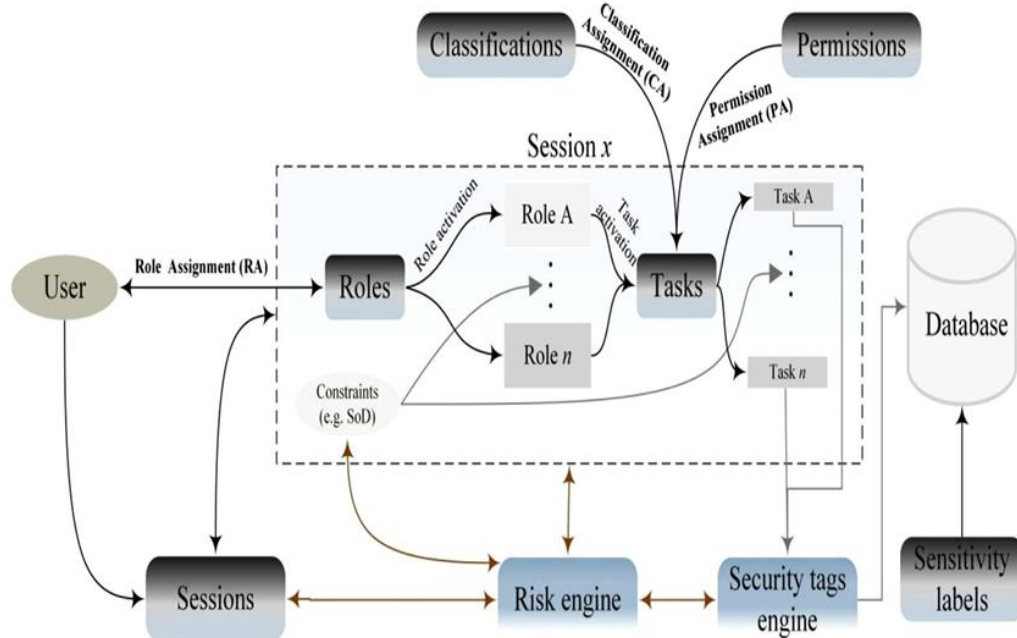 Classifications
Permissions
Classification
Assignment (CA)
Permission
Assignment (PA)
Session x
Role activation
Role A
Task
activation
Task A
User
Role Assignment (RA)
Roles
Tasks
Database
Role n
Task n
Constraints
(e.g. SoD)
Sessions
Risk engine
Security tags
engine
Sensitivity
labels